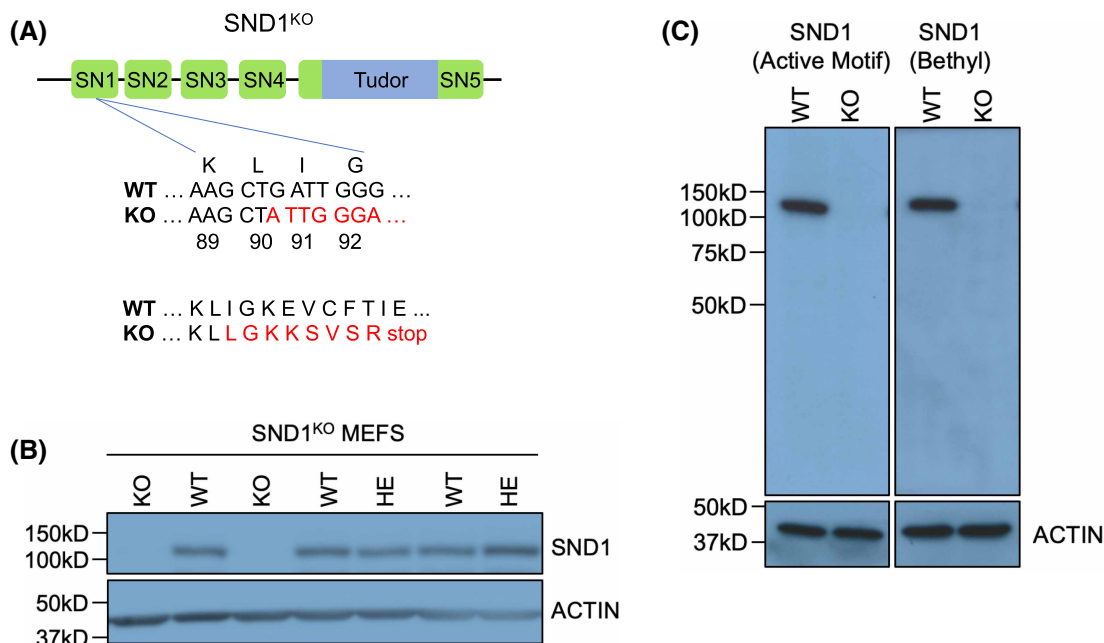 (A)
SND1KO
SN1 SN2 SN3 SN4 Tudor SN5
K L I G
WT … AAG CTG ATT GGG …
KO … AAG CTA TTG GGA …
89 90 91 92
WT … K L I G K E V C F T I E ...
KO … K L L G K K S V S R stop
(B)
SND1KO MEFS
KO WT KO WT HE WT HE
150kD
100kD
SND1
50kD
37kD
ACTIN
(C)
SND1 SND1
(Active Motif) (Bethyl)
WT KO WT KO
150kD
100kD
75kD
50kD
50kD
37kD
ACTIN